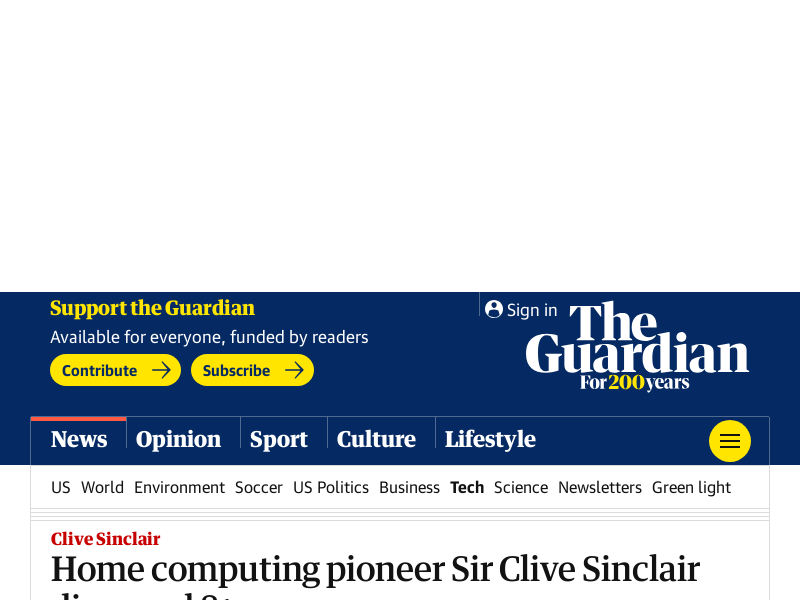 Support the Guardian
Available for everyone, funded by readers
Contribute
Subscribe
Sign in
The
Guardian
For 200 years
News
Opinion
Sport
Culture
Lifestyle
US World Environment Soccer US Politics Business Tech Science Newsletters Green light
Clive Sinclair
Home computing pioneer Sir Clive Sinclair